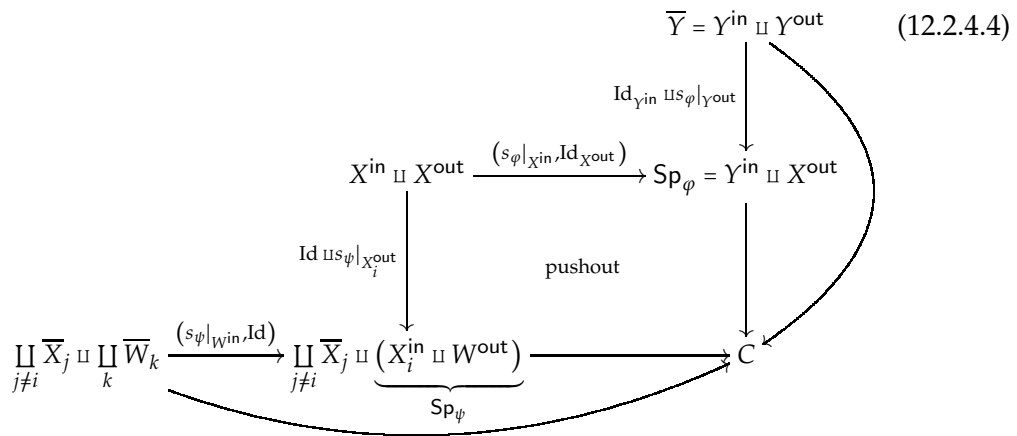 Y̅ = Y^in ⨿ Y^out (12.2.4.4)
Id_{Y^in} ⨿ s_φ|_{Y^out}
(s_φ|_{X^in}, Id_{X^out})
X^in ⨿ X^out
Sp_φ = Y^in ⨿ X^out
Id ⨿ s_ψ|_{X_i^out}
pushout
(s_ψ|_{W^in}, Id)
∐_{j≠i} X̅_j ⨿ ∐_k W̅_k
∐_{j≠i} X̅_j ⨿ (X_i^in ⨿ W^out)
C
Sp_ψ